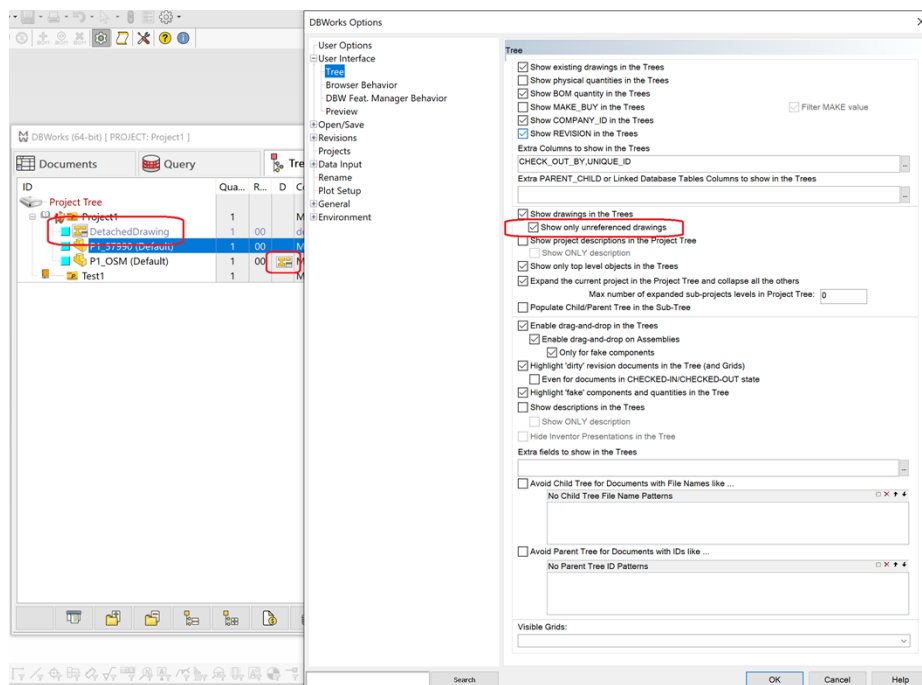 DBWorks (64-bit) [ PROJECT: Project1 ]
Documents
Query
ID
Qua...
R...
D
Project Tree
Project1
1
DetachedDrawing
1
00
P1_57990 (Default)
1
00
P1_OSM (Default)
1
00
Test1
1
DBWorks Options
User Options
User Interface
Tree
Browser Behavior
DBW Feat. Manager Behavior
Preview
Open/Save
Revisions
Projects
Data Input
Rename
Plot Setup
General
Environment
Search
Tree
Show existing drawings in the Trees
Show physical quantities in the Trees
Show BOM quantity in the Trees
Show MAKE_BUY in the Trees
Filter MAKE value
Show COMPANY_ID in the Trees
Show REVISION in the Trees
Extra Columns to show in the Trees
CHECK_OUT_BY,UNIQUE_ID
...
Extra PARENT_CHILD or Linked Database Tables Columns to show in the Trees
...
Show drawings in the Trees
Show only unreferenced drawings
Show project descriptions in the Project Tree
Show ONLY description
Show only top level objects in the Trees
Expand the current project in the Project Tree and collapse all the others
Max number of expanded sub-projects levels in Project Tree: 0
Populate Child/Parent Tree in the Sub-Tree
Enable drag-and-drop in the Trees
Enable drag-and-drop on Assemblies
Only for fake components
Highlight 'dirty' revision documents in the Tree (and Grids)
Even for documents in CHECKED-IN/CHECKED-OUT state
Highlight 'fake' components and quantities in the Tree
Show descriptions in the Trees
Show ONLY description
Hide Inventor Presentations in the Tree
Extra fields to show in the Trees
...
Avoid Child Tree for Documents with File Names like ...
No Child Tree File Name Patterns
Avoid Parent Tree for Documents with IDs like ...
No Parent Tree ID Patterns
Visible Grids:
OK
Cancel
Help